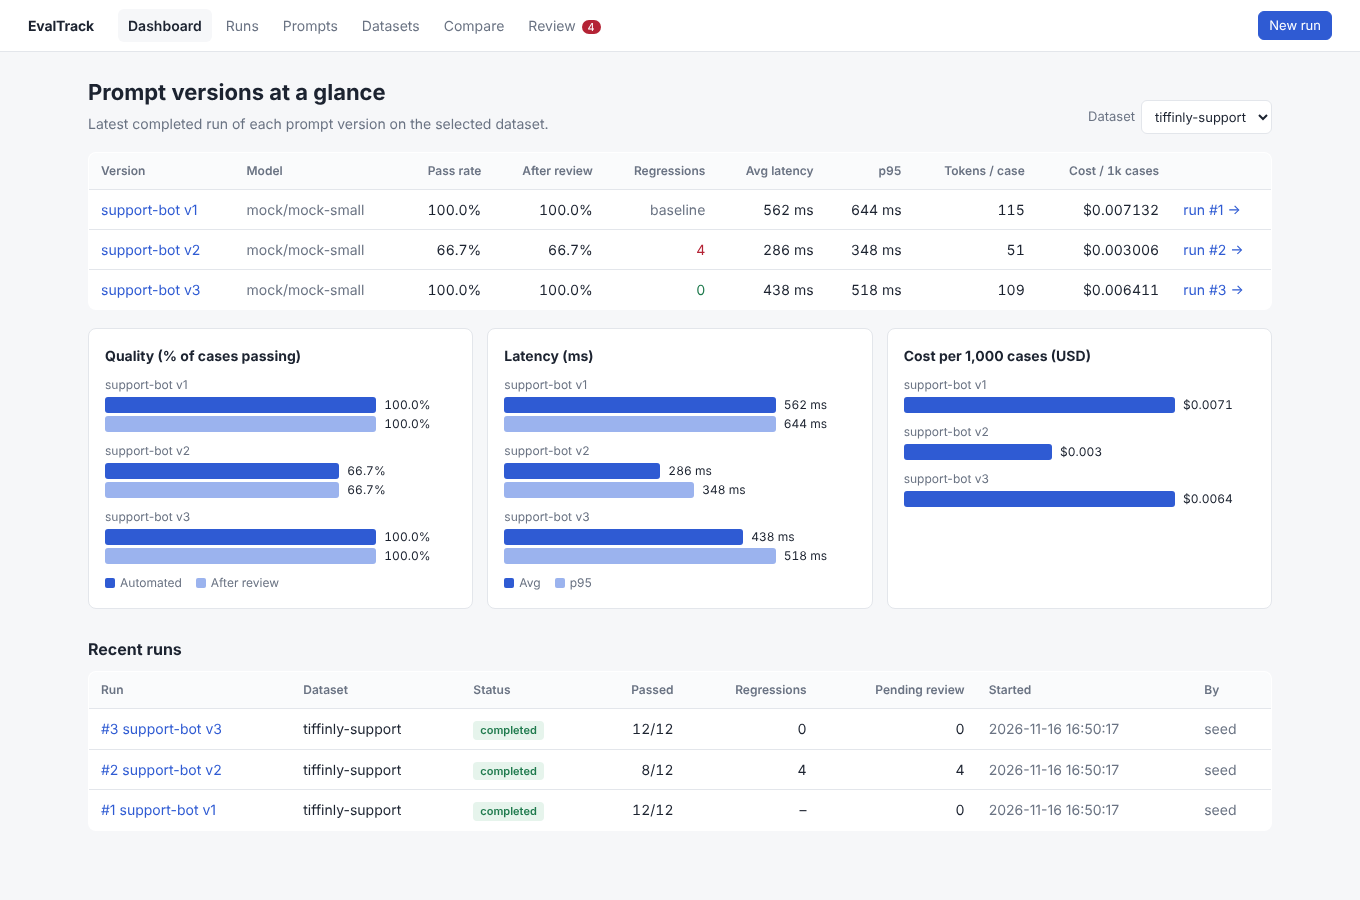 EvalTrack Dashboard Runs Prompts Datasets Compare Review 4 New run
Prompt versions at a glance
Latest completed run of each prompt version on the selected dataset.
Dataset tiffinly-support
Version Model Pass rate After review Regressions Avg latency p95 Tokens / case Cost / 1k cases
support-bot v1 mock/mock-small 100.0% 100.0% baseline 562 ms 644 ms 115 $0.007132 run #1 →
support-bot v2 mock/mock-small 66.7% 66.7% 4 286 ms 348 ms 51 $0.003006 run #2 →
support-bot v3 mock/mock-small 100.0% 100.0% 0 438 ms 518 ms 109 $0.006411 run #3 →
Quality (% of cases passing)
support-bot v1
100.0%
100.0%
support-bot v2
66.7%
66.7%
support-bot v3
100.0%
100.0%
Automated After review
Latency (ms)
support-bot v1
562 ms
644 ms
support-bot v2
286 ms
348 ms
support-bot v3
438 ms
518 ms
Avg p95
Cost per 1,000 cases (USD)
support-bot v1
$0.0071
support-bot v2
$0.003
support-bot v3
$0.0064
Recent runs
Run Dataset Status Passed Regressions Pending review Started By
#3 support-bot v3 tiffinly-support completed 12/12 0 0 2026-11-16 16:50:17 seed
#2 support-bot v2 tiffinly-support completed 8/12 4 4 2026-11-16 16:50:17 seed
#1 support-bot v1 tiffinly-support completed 12/12 – 0 2026-11-16 16:50:17 seed